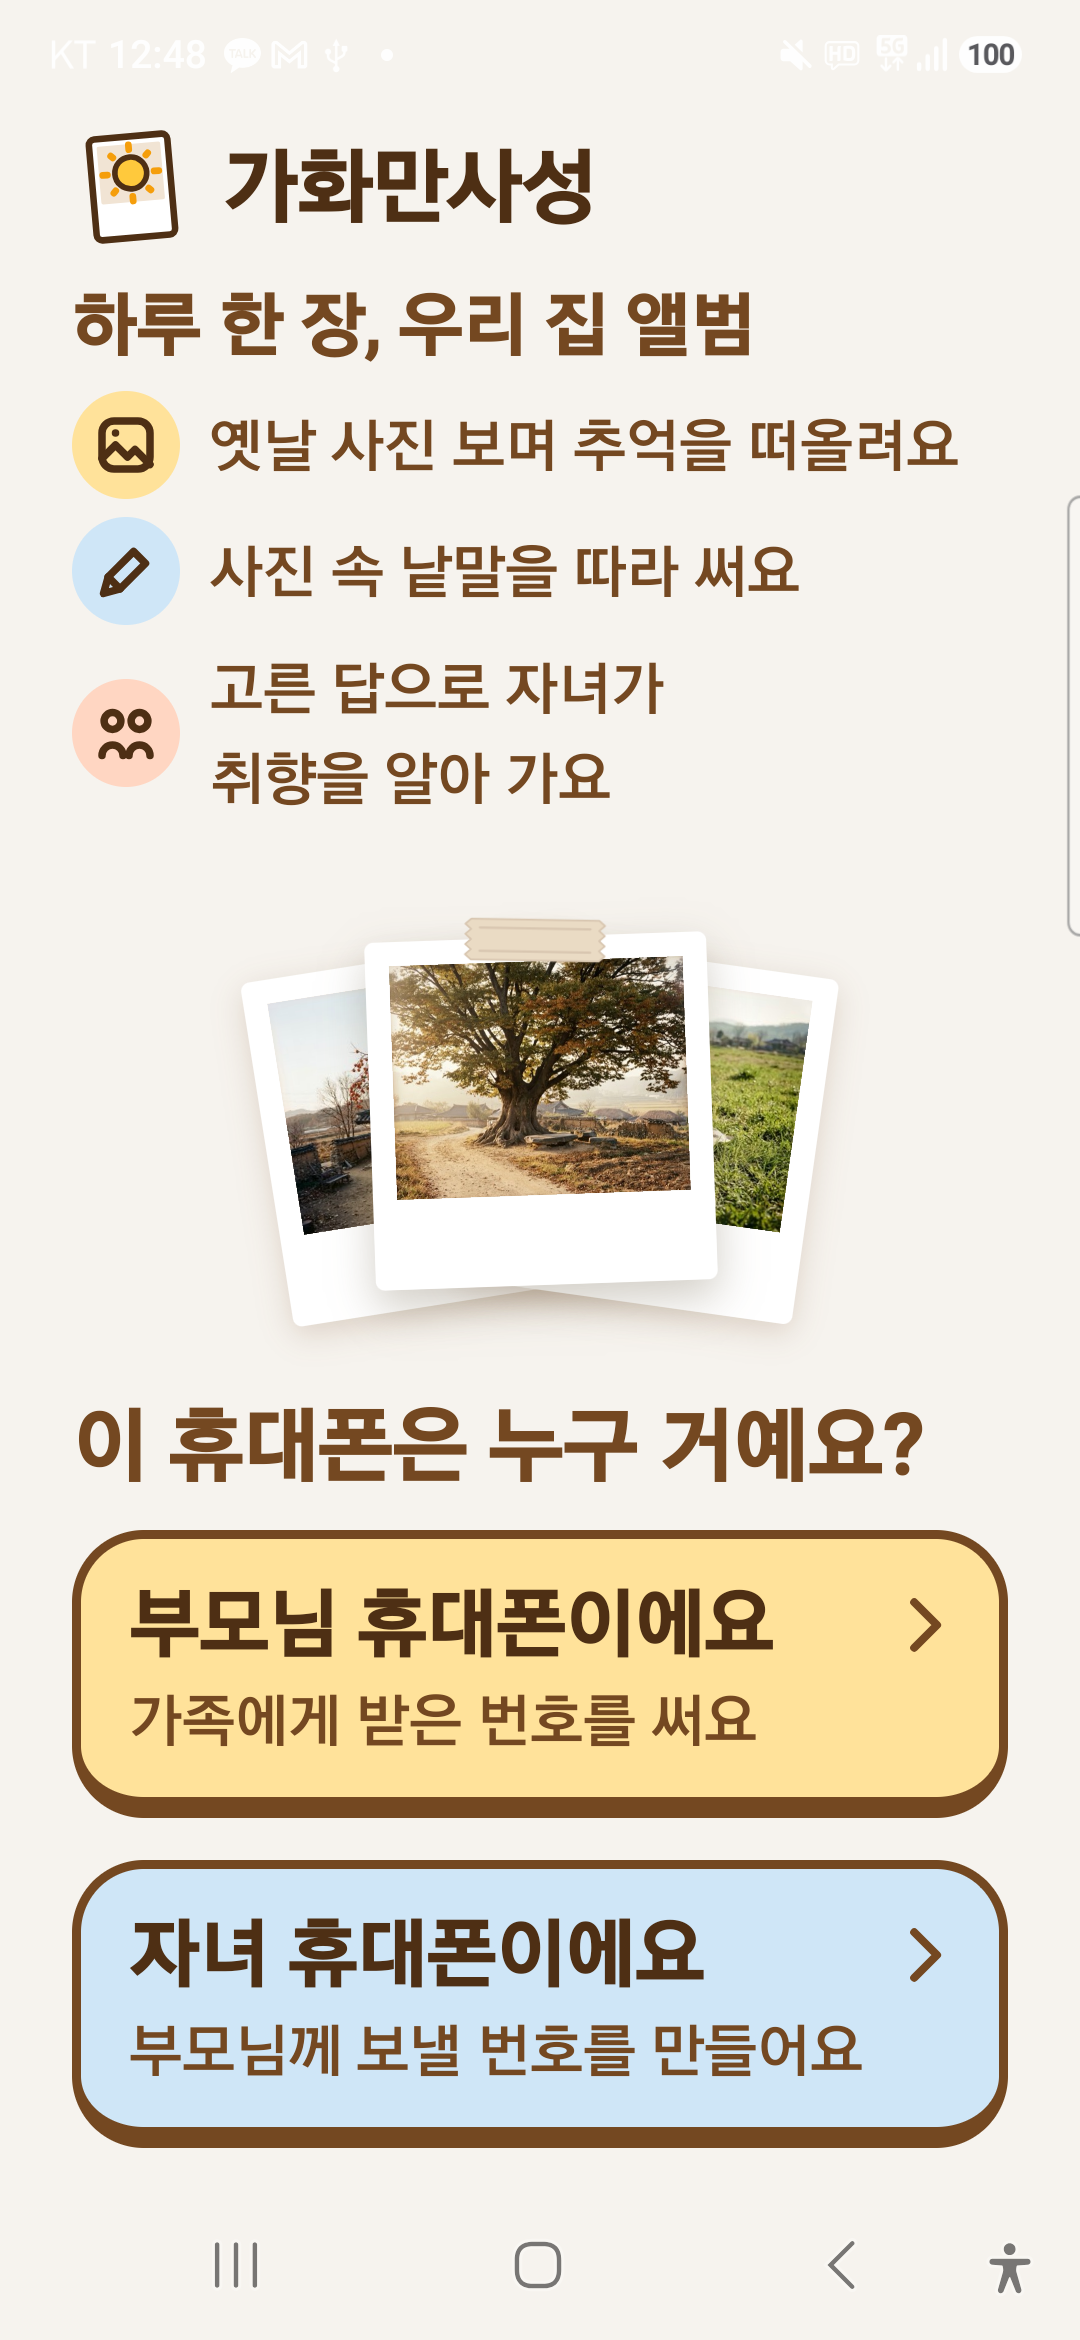 KT 12:48 TALK HD 5G 100
가화만사성
하루 한 장, 우리 집 앨범
옛날 사진 보며 추억을 떠올려요
사진 속 낱말을 따라 써요
고른 답으로 자녀가
취향을 알아 가요
이 휴대폰은 누구 거예요?
부모님 휴대폰이에요
가족에게 받은 번호를 써요
자녀 휴대폰이에요
부모님께 보낼 번호를 만들어요